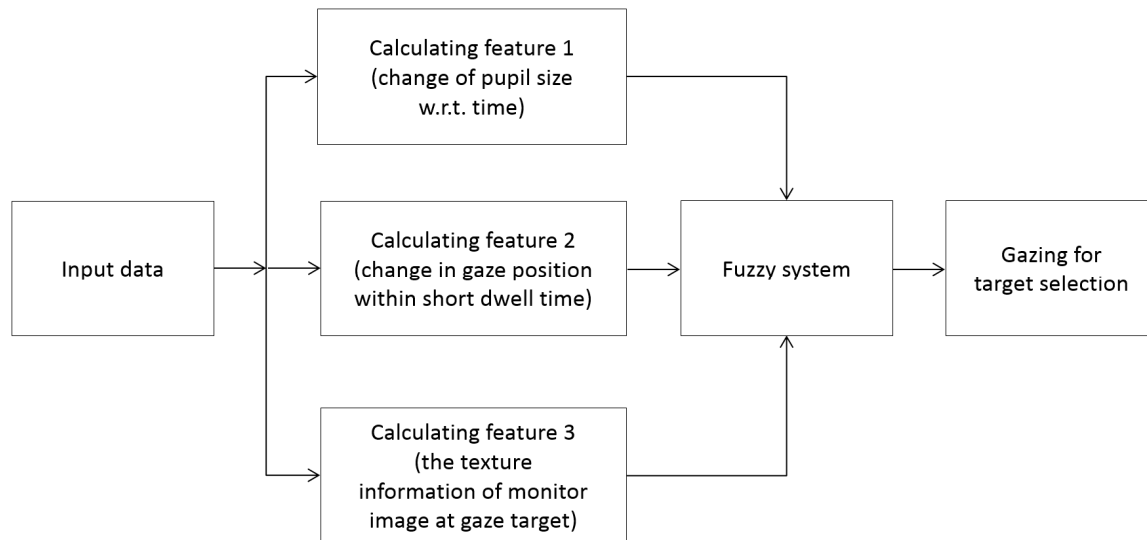 Calculating feature 1
(change of pupil size
w.r.t. time)
Input data
Calculating feature 2
(change in gaze position
within short dwell time)
Fuzzy system
Gazing for
target selection
Calculating feature 3
(the texture
information of monitor
image at gaze target)